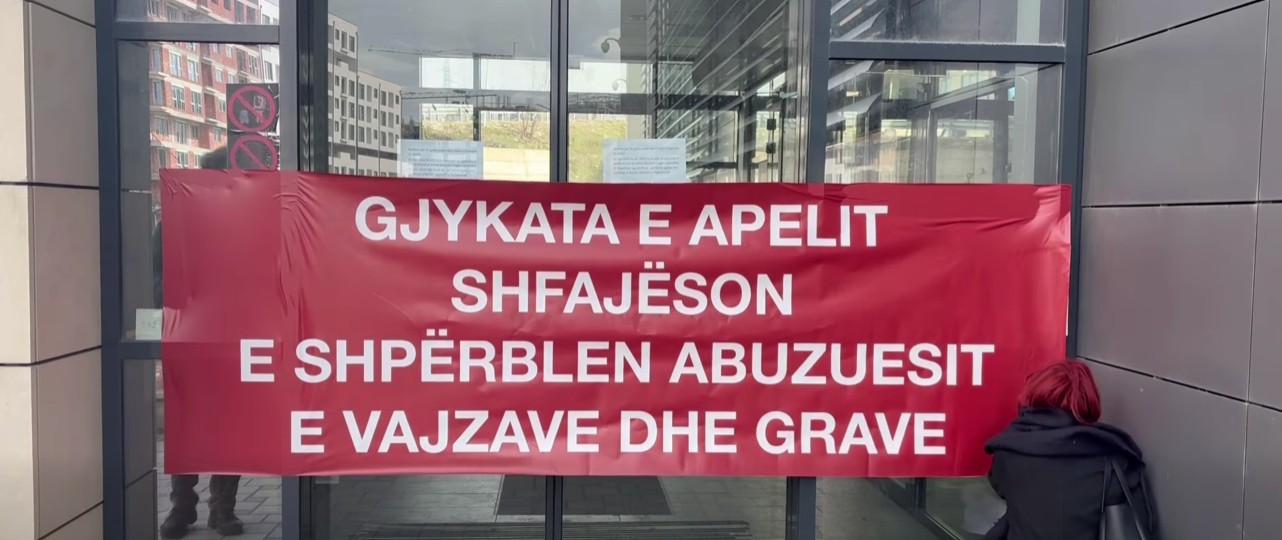 GJYKATA E APELIT
SHFAJËSON
E SHPËRBLEN ABUZUESIT
E VAJZAVE DHE GRAVE